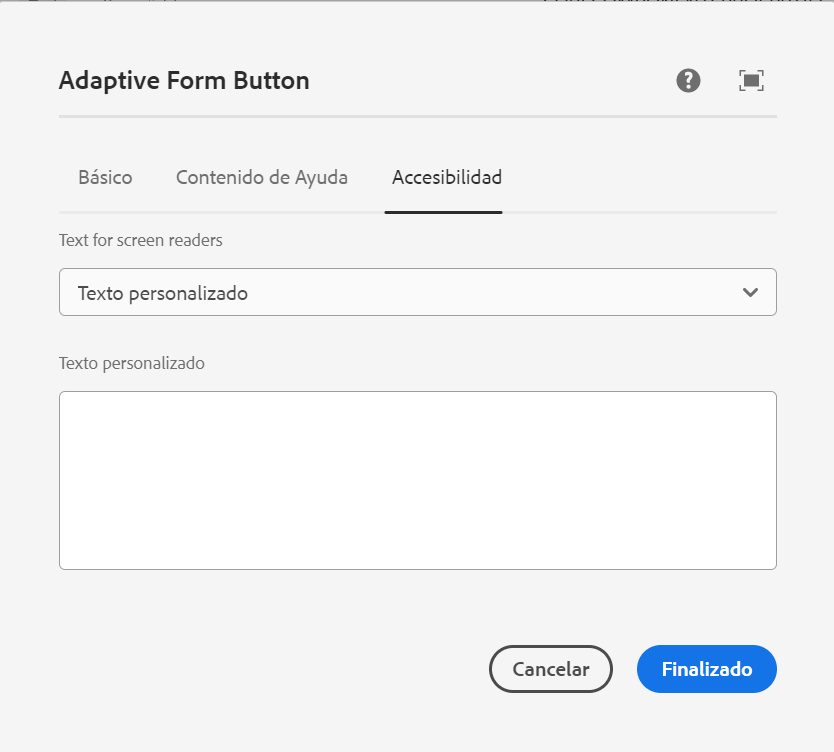 Adaptive Form Button
Básico Contenido de Ayuda Accesibilidad
Text for screen readers
Texto personalizado
Texto personalizado
Cancelar Finalizado